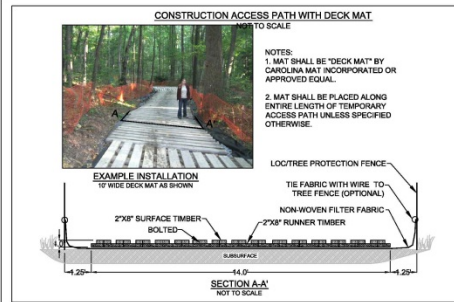 CONSTRUCTION ACCESS PATH WITH DECK MAT
NOT TO SCALE
NOTES:
1. MAT SHALL BE "DECK MAT" BY
CAROLINA MAT INCORPORATED OR
APPROVED EQUAL.
2. MAT SHALL BE PLACED ALONG
ENTIRE LENGTH OF TEMPORARY
ACCESS PATH UNLESS SPECIFIED
OTHERWISE.
A
A'
EXAMPLE INSTALLATION
10' WIDE DECK MAT AS SHOWN
LOC/TREE PROTECTION FENCE
TIE FABRIC WITH WIRE TO
TREE FENCE (OPTIONAL)
NON-WOVEN FILTER FABRIC
2"X8" SURFACE TIMBER
BOLTED
2"X8" RUNNER TIMBER
SUBSURFACE
1.25'
14.0'
1.25'
SECTION A-A'
NOT TO SCALE